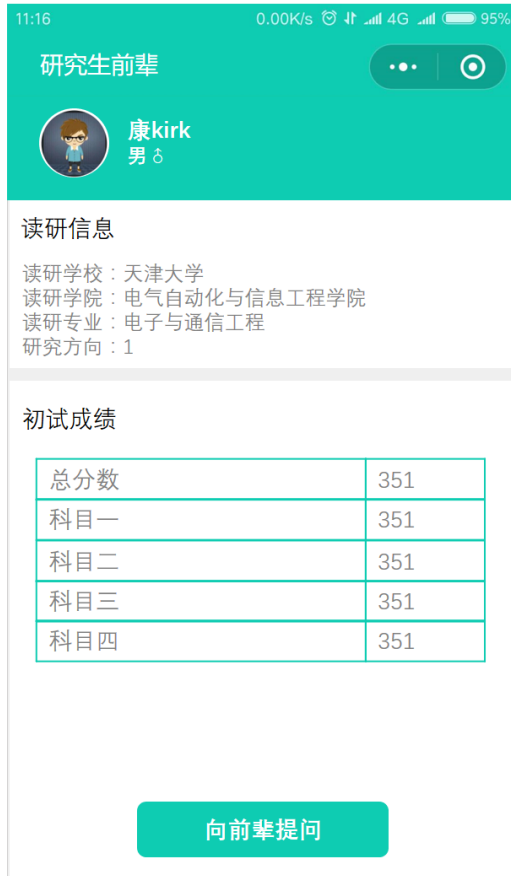 11:16 0.00K/s 4G 95%
研究生前辈
康kirk
男♂
读研信息
读研学校：天津大学
读研学院：电气自动化与信息工程学院
读研专业：电子与通信工程
研究方向：1
初试成绩
总分数 351
科目一 351
科目二 351
科目三 351
科目四 351
向前辈提问